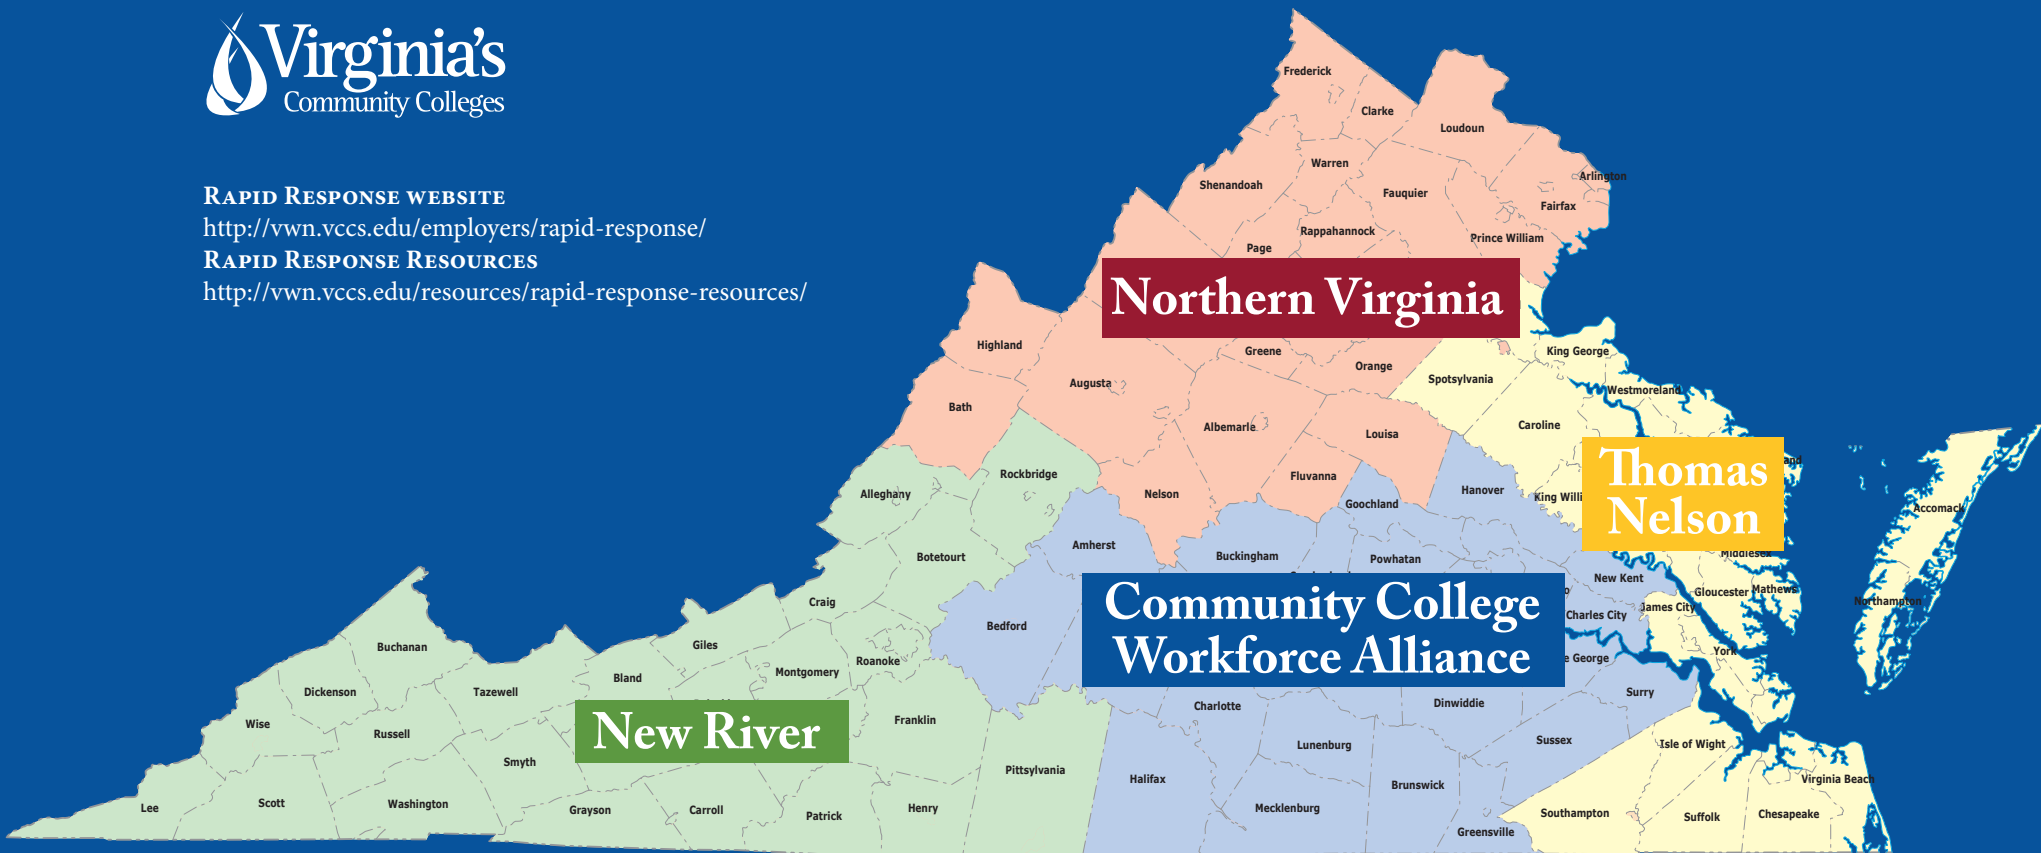 Virginia's
Community Colleges
RAPID RESPONSE WEBSITE
http://vwn.vccs.edu/employers/rapid-response/
RAPID RESPONSE RESOURCES
http://vwn.vccs.edu/resources/rapid-response-resources/
Frederick
Clarke
Loudoun
Warren
Arlington
Shenandoah
Fauquier
Fairfax
Rappahannock
Prince William
Page
Northern Virginia
Highland
Greene
King George
Orange
Augusta
Spotsylvania
Westmoreland
Bath
Albemarle
Caroline
Louisa
Thomas
Nelson
Rockbridge
Fluvanna
Alleghany
Nelson
Hanover
King Willi
Goochland
Accomack
Amherst
Buckingham
Powhatan
Middlesex
Botetourt
New Kent
Gloucester
Mathews
Craig
Northampton
James City
Charles City
Community College
Workforce Alliance
Bedford
Buchanan
Giles
Roanoke
York
e George
Montgomery
Bland
Dickenson
Tazewell
Surry
Dinwiddie
Charlotte
Franklin
Wise
Russell
New River
Sussex
Isle of Wight
Lunenburg
Smyth
Pittsylvania
Halifax
Virginia Beach
Brunswick
Lee
Scott
Washington
Grayson
Carroll
Patrick
Henry
Mecklenburg
Southampton
Suffolk
Chesapeake
Greensville